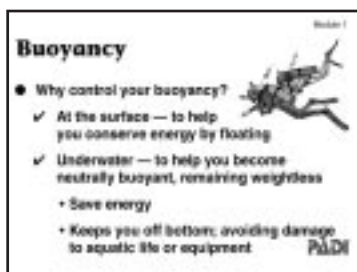 Module 1
Buoyancy
● Why control your buoyancy?
✓ At the surface — to help
you conserve energy by floating
✓ Underwater — to help you become
neutrally buoyant, remaining weightless
• Save energy
• Keeps you off bottom; avoiding damage
to aquatic life or equipment
PADI